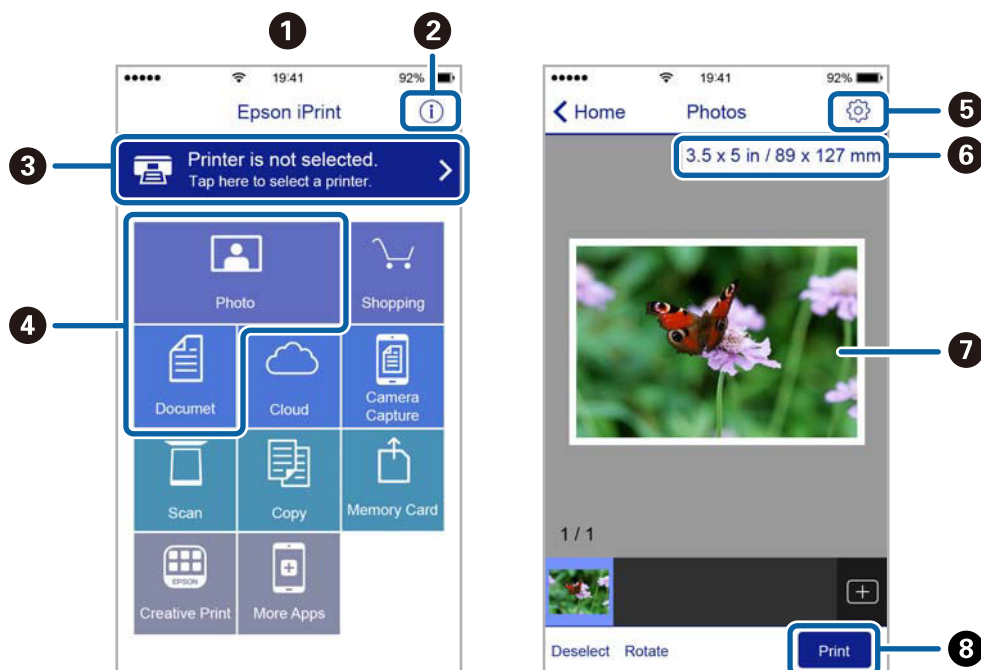 1
2
19:41
92%
Epson iPrint
3
Printer is not selected.
Tap here to select a printer.
4
Photo
Shopping
Documet
Cloud
Camera
Capture
Scan
Copy
Memory Card
EPSON
Creative Print
More Apps
19:41
92%
Home
Photos
5
3.5 x 5 in / 89 x 127 mm
6
7
1 / 1
Deselect
Rotate
Print
8